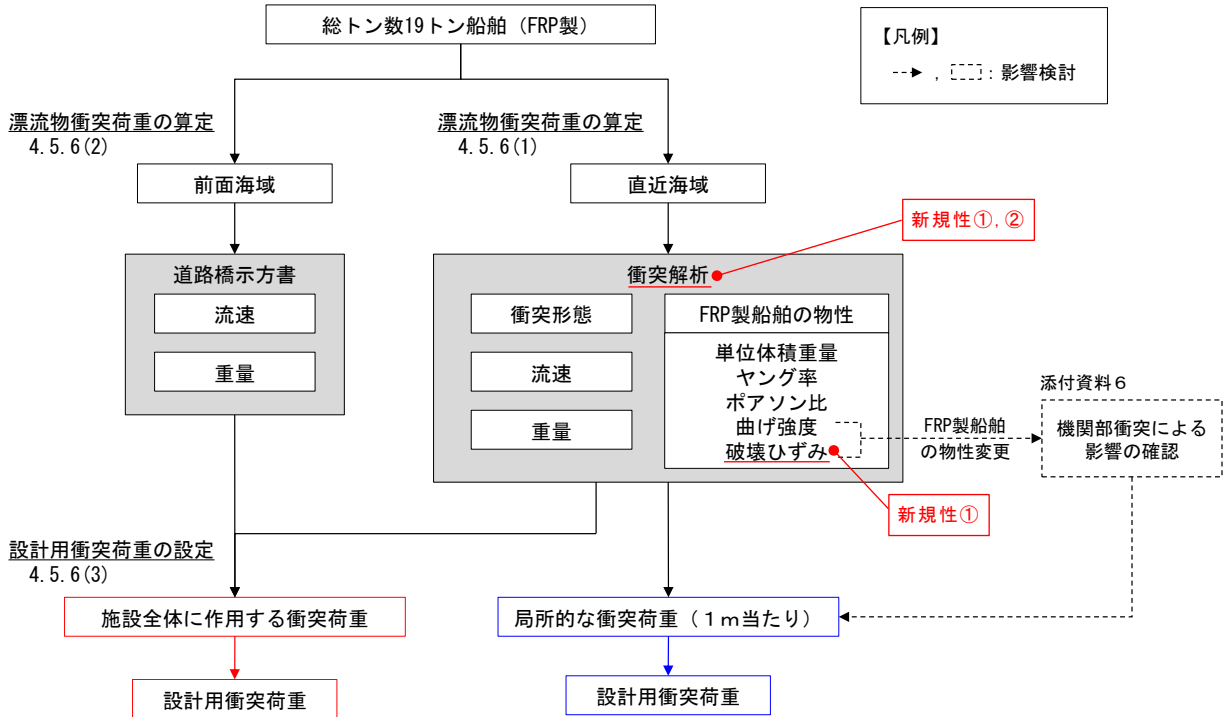 総トン数19トン船舶（FRP製）
【凡例】
, : 影響検討
漂流物衝突荷重の算定
4.5.6(2)
漂流物衝突荷重の算定
4.5.6(1)
前面海域
直近海域
新規性①,②
道路橋示方書
流速
重量
衝突解析
衝突形態
流速
重量
FRP製船舶の物性
単位体積重量
ヤング率
ポアソン比
曲げ強度
破壊ひずみ
新規性①
FRP製船舶
の物性変更
添付資料６
機関部衝突による
影響の確認
設計用衝突荷重の設定
4.5.6(3)
施設全体に作用する衝突荷重
局所的な衝突荷重（１ｍ当たり）
設計用衝突荷重
設計用衝突荷重